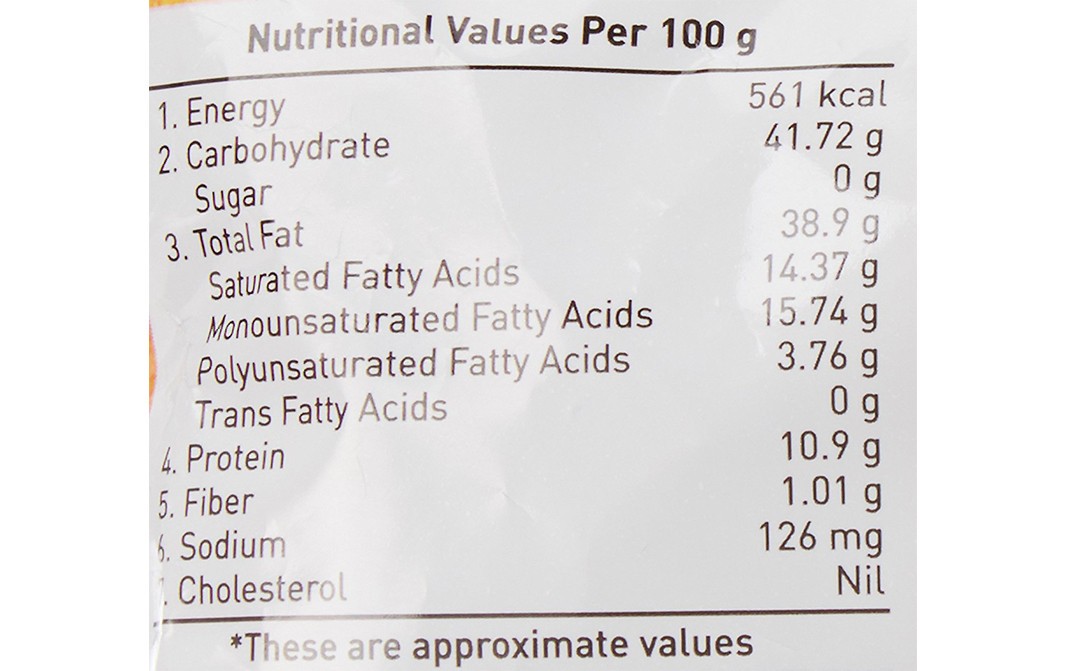 Nutritional Values Per 100 g
1. Energy 561 kcal
2. Carbohydrate 41.72 g
Sugar 0 g
3. Total Fat 38.9 g
Saturated Fatty Acids 14.37 g
Monounsaturated Fatty Acids 15.74 g
Polyunsaturated Fatty Acids 3.76 g
Trans Fatty Acids 0 g
4. Protein 10.9 g
5. Fiber 1.01 g
6. Sodium 126 mg
. Cholesterol Nil
*These are approximate values